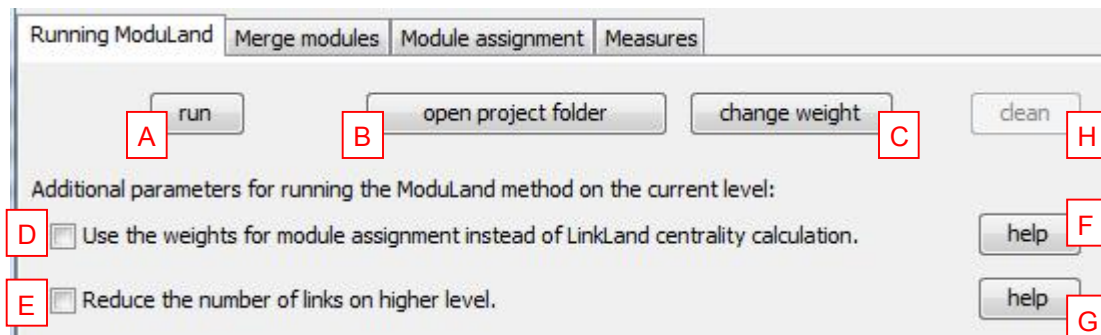 Running ModuLand Merge modules Module assignment Measures
run open project folder change weight clean
A B C H
Additional parameters for running the ModuLand method on the current level:
D Use the weights for module assignment instead of LinkLand centrality calculation. help F
E Reduce the number of links on higher level. help G